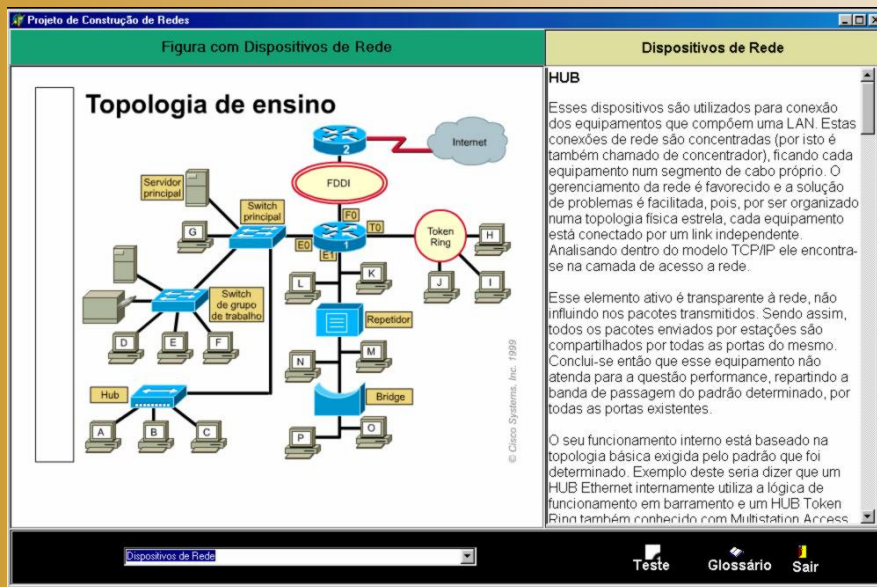 Projeto de Construção de Redes
Figura com Dispositivos de Rede
Dispositivos de Rede
Topologia de ensino
2
Internet
FDDI
Servidor
principal
Switch
principal
G
F0
T0
E0
1
E1
Token
Ring
H
J
I
L
K
Switch
de grupo
de trabalho
D
E
F
Repetidor
N
M
Hub
Bridge
A
B
C
P
O
© Cisco Systems, Inc. 1999
HUB
Esses dispositivos são utilizados para conexão
dos equipamentos que compõem uma LAN. Estas
conexões de rede são concentradas (por isto é
também chamado de concentrador), ficando cada
equipamento num segmento de cabo próprio. O
gerenciamento da rede é favorecido e a solução
de problemas é facilitada, pois, por ser organizado
numa topologia física estrela, cada equipamento
está conectado por um link independente.
Analisando dentro do modelo TCP/IP ele encontra-
se na camada de acesso a rede.
Esse elemento ativo é transparente à rede, não
influindo nos pacotes transmitidos. Sendo assim,
todos os pacotes enviados por estações são
compartilhados por todas as portas do mesmo.
Conclui-se então que esse equipamento não
atenda para a questão performance, repartindo a
banda de passagem do padrão determinado, por
todas as portas existentes.
O seu funcionamento interno está baseado na
topologia básica exigida pelo padrão que foi
determinado. Exemplo deste seria dizer que um
HUB Ethernet internamente utiliza a lógica de
funcionamento em barramento e um HUB Token
Ring também conhecido com Multistation Access
Dispositivos de Rede
Teste
Glossário
Sair